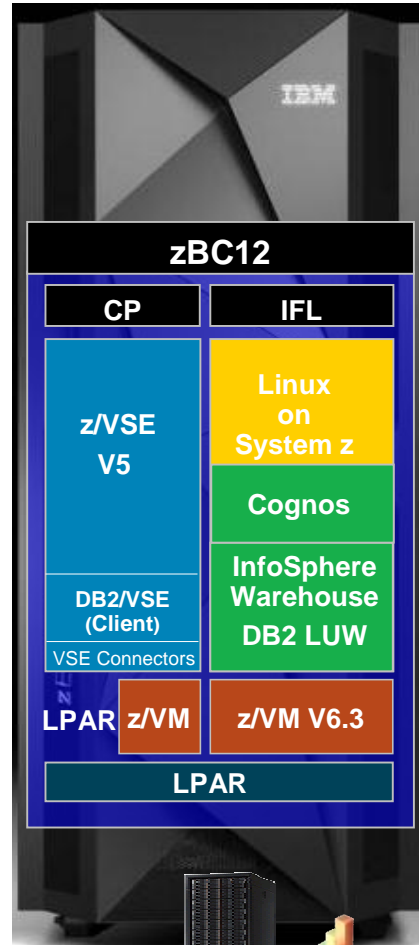 IBM
zBC12
CP
IFL
z/VSE
V5
DB2/VSE
(Client)
VSE Connectors
Linux
on
System z
Cognos
InfoSphere
Warehouse
DB2 LUW
LPAR
z/VM
z/VM V6.3
LPAR